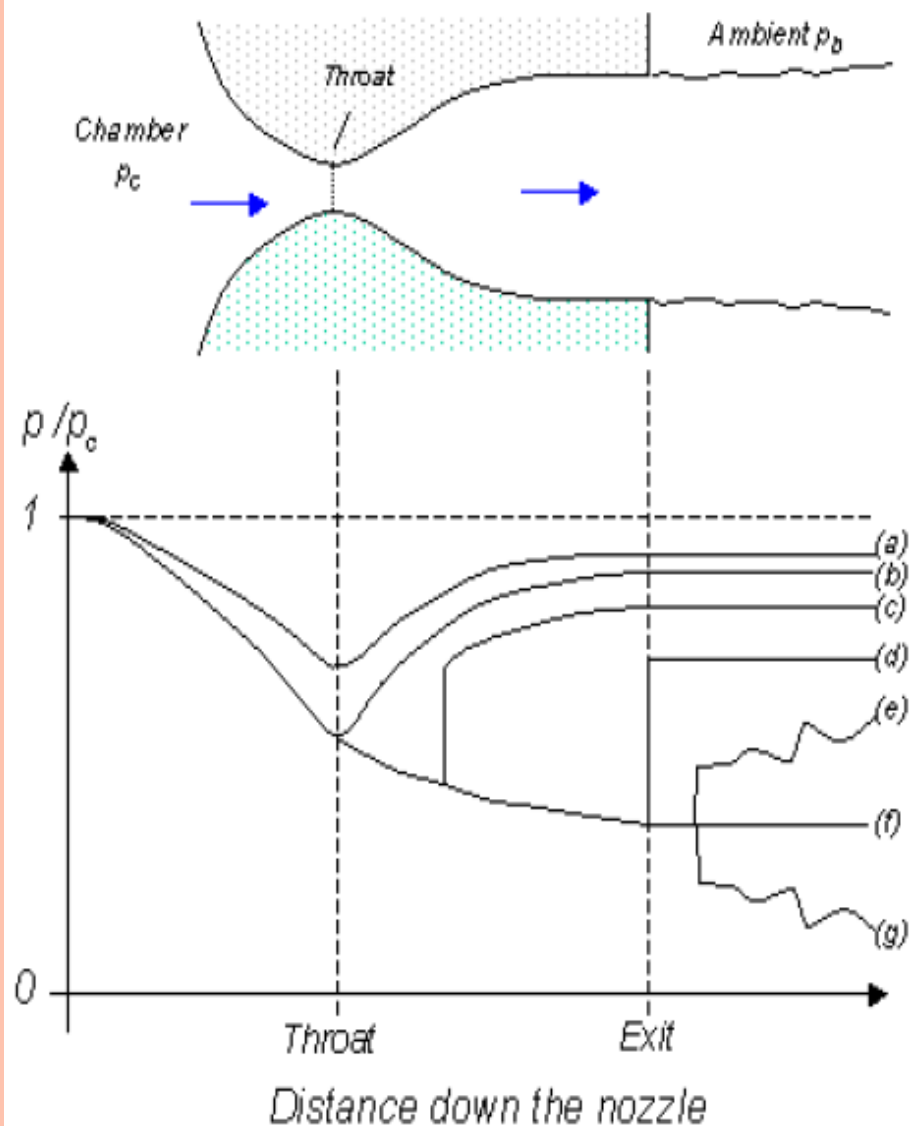 Ambient p_b
Throat
Chamber
p_c
p/p_c
1
(a)
(b)
(c)
(d)
(e)
(f)
(g)
0
Throat Exit
Distance down the nozzle